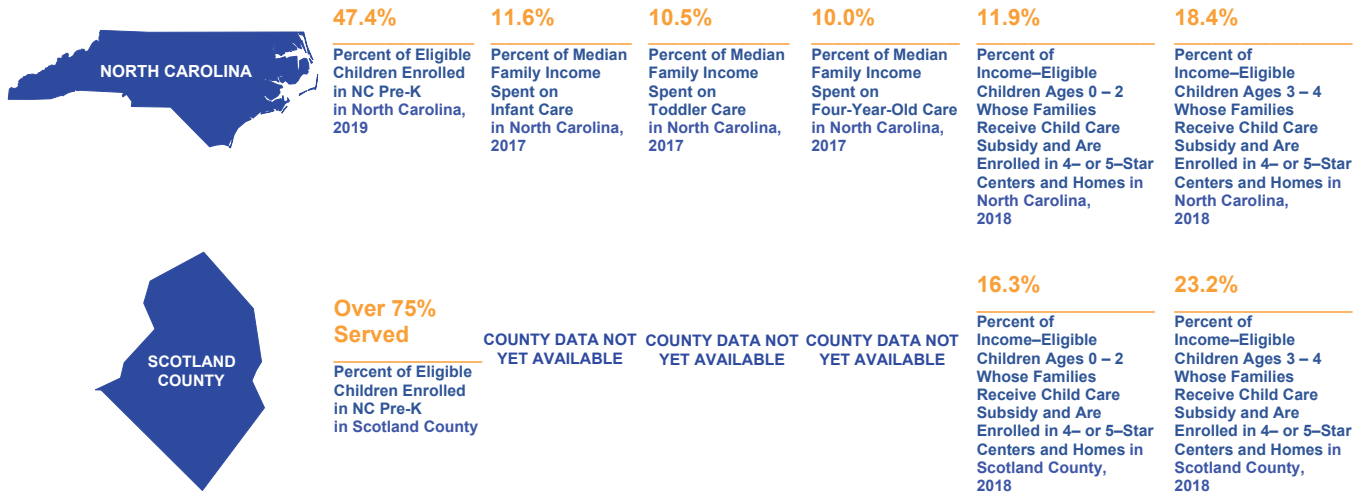 NORTH CAROLINA
47.4%
Percent of Eligible
Children Enrolled
in NC Pre-K
in North Carolina,
2019
11.6%
Percent of Median
Family Income
Spent on
Infant Care
in North Carolina,
2017
10.5%
Percent of Median
Family Income
Spent on
Toddler Care
in North Carolina,
2017
10.0%
Percent of Median
Family Income
Spent on
Four-Year-Old Care
in North Carolina,
2017
11.9%
Percent of
Income–Eligible
Children Ages 0 – 2
Whose Families
Receive Child Care
Subsidy and Are
Enrolled in 4– or 5–Star
Centers and Homes in
North Carolina,
2018
18.4%
Percent of
Income–Eligible
Children Ages 3 – 4
Whose Families
Receive Child Care
Subsidy and Are
Enrolled in 4– or 5–Star
Centers and Homes in
North Carolina,
2018
SCOTLAND
COUNTY
Over 75%
Served
Percent of Eligible
Children Enrolled
in NC Pre-K
in Scotland County
COUNTY DATA NOT
YET AVAILABLE
COUNTY DATA NOT
YET AVAILABLE
COUNTY DATA NOT
YET AVAILABLE
16.3%
Percent of
Income–Eligible
Children Ages 0 – 2
Whose Families
Receive Child Care
Subsidy and Are
Enrolled in 4– or 5–Star
Centers and Homes in
Scotland County,
2018
23.2%
Percent of
Income–Eligible
Children Ages 3 – 4
Whose Families
Receive Child Care
Subsidy and Are
Enrolled in 4– or 5–Star
Centers and Homes in
Scotland County,
2018